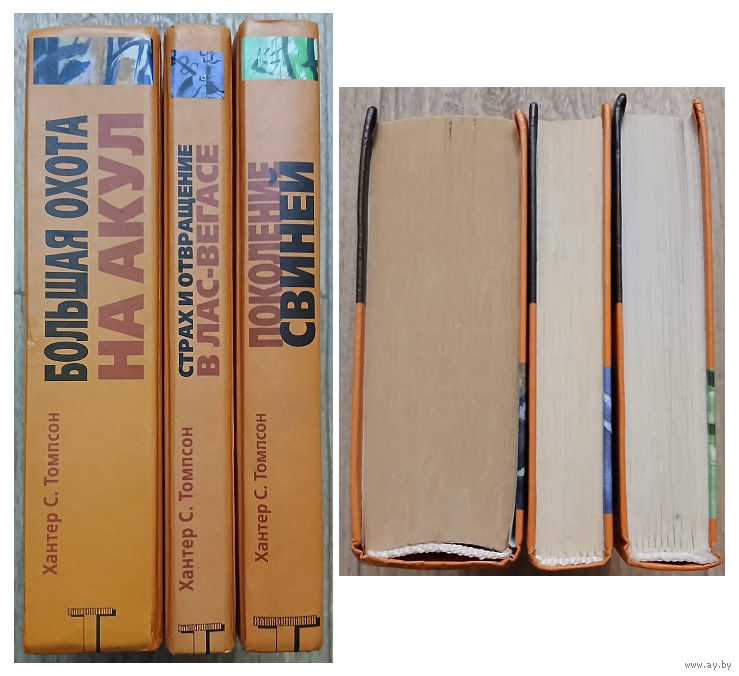 Хантер С. Томпсон
БОЛЬШАЯ ОХОТА
НА АКУЛ
Хантер С. Томпсон
СТРАХ И ОТВРАЩЕНИЕ
В ЛАС-ВЕГАСЕ
Хантер С. Томпсон
ПОКОЛЕНИЕ
СВИНЕЙ
www.ay.by